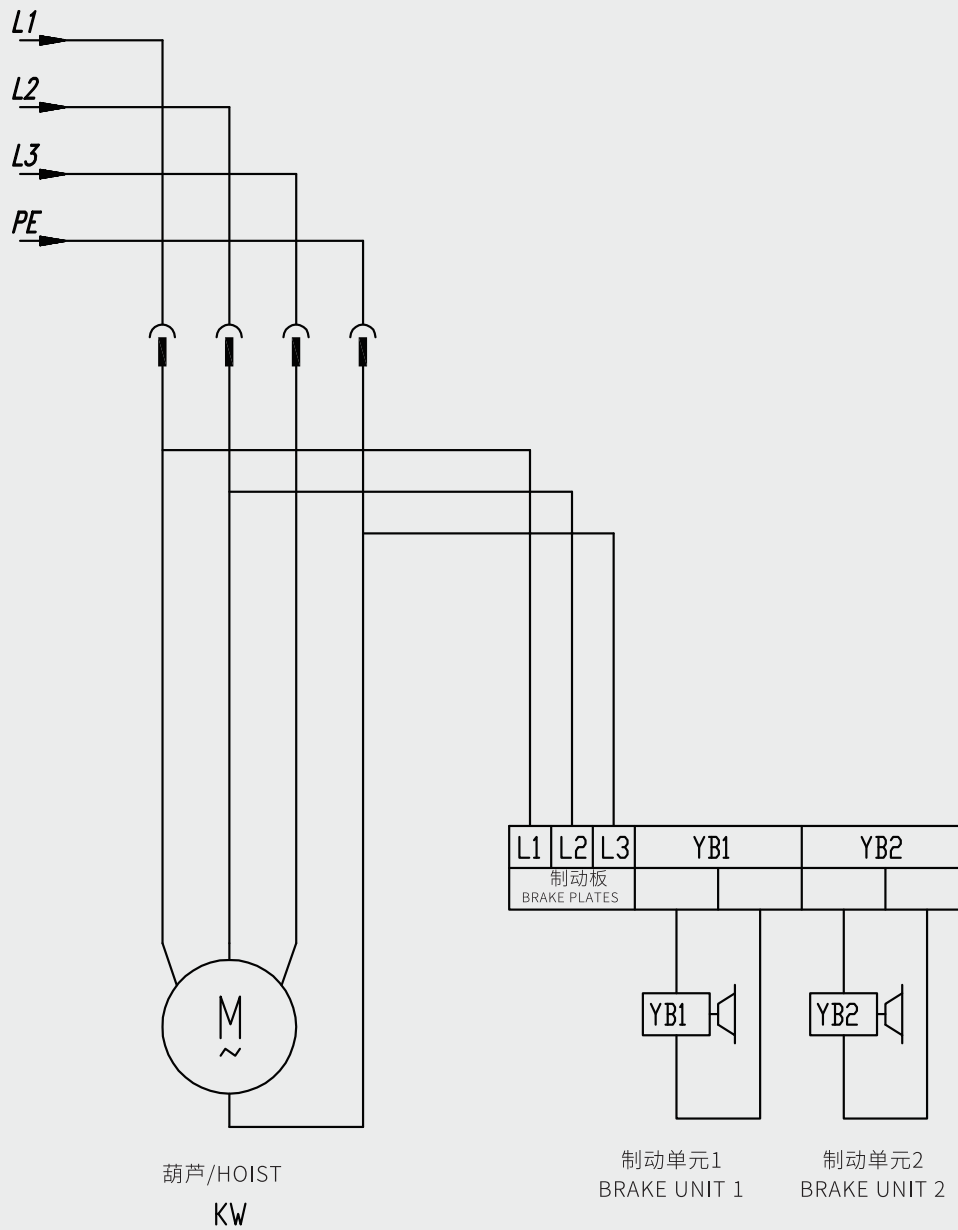 L1
L2
L3
PE
L1 L2 L3 YB1 YB2
制动板
BRAKE PLATES
YB1 YB2
M
~
制动单元1 制动单元2
BRAKE UNIT 1 BRAKE UNIT 2
葫芦/HOIST
KW